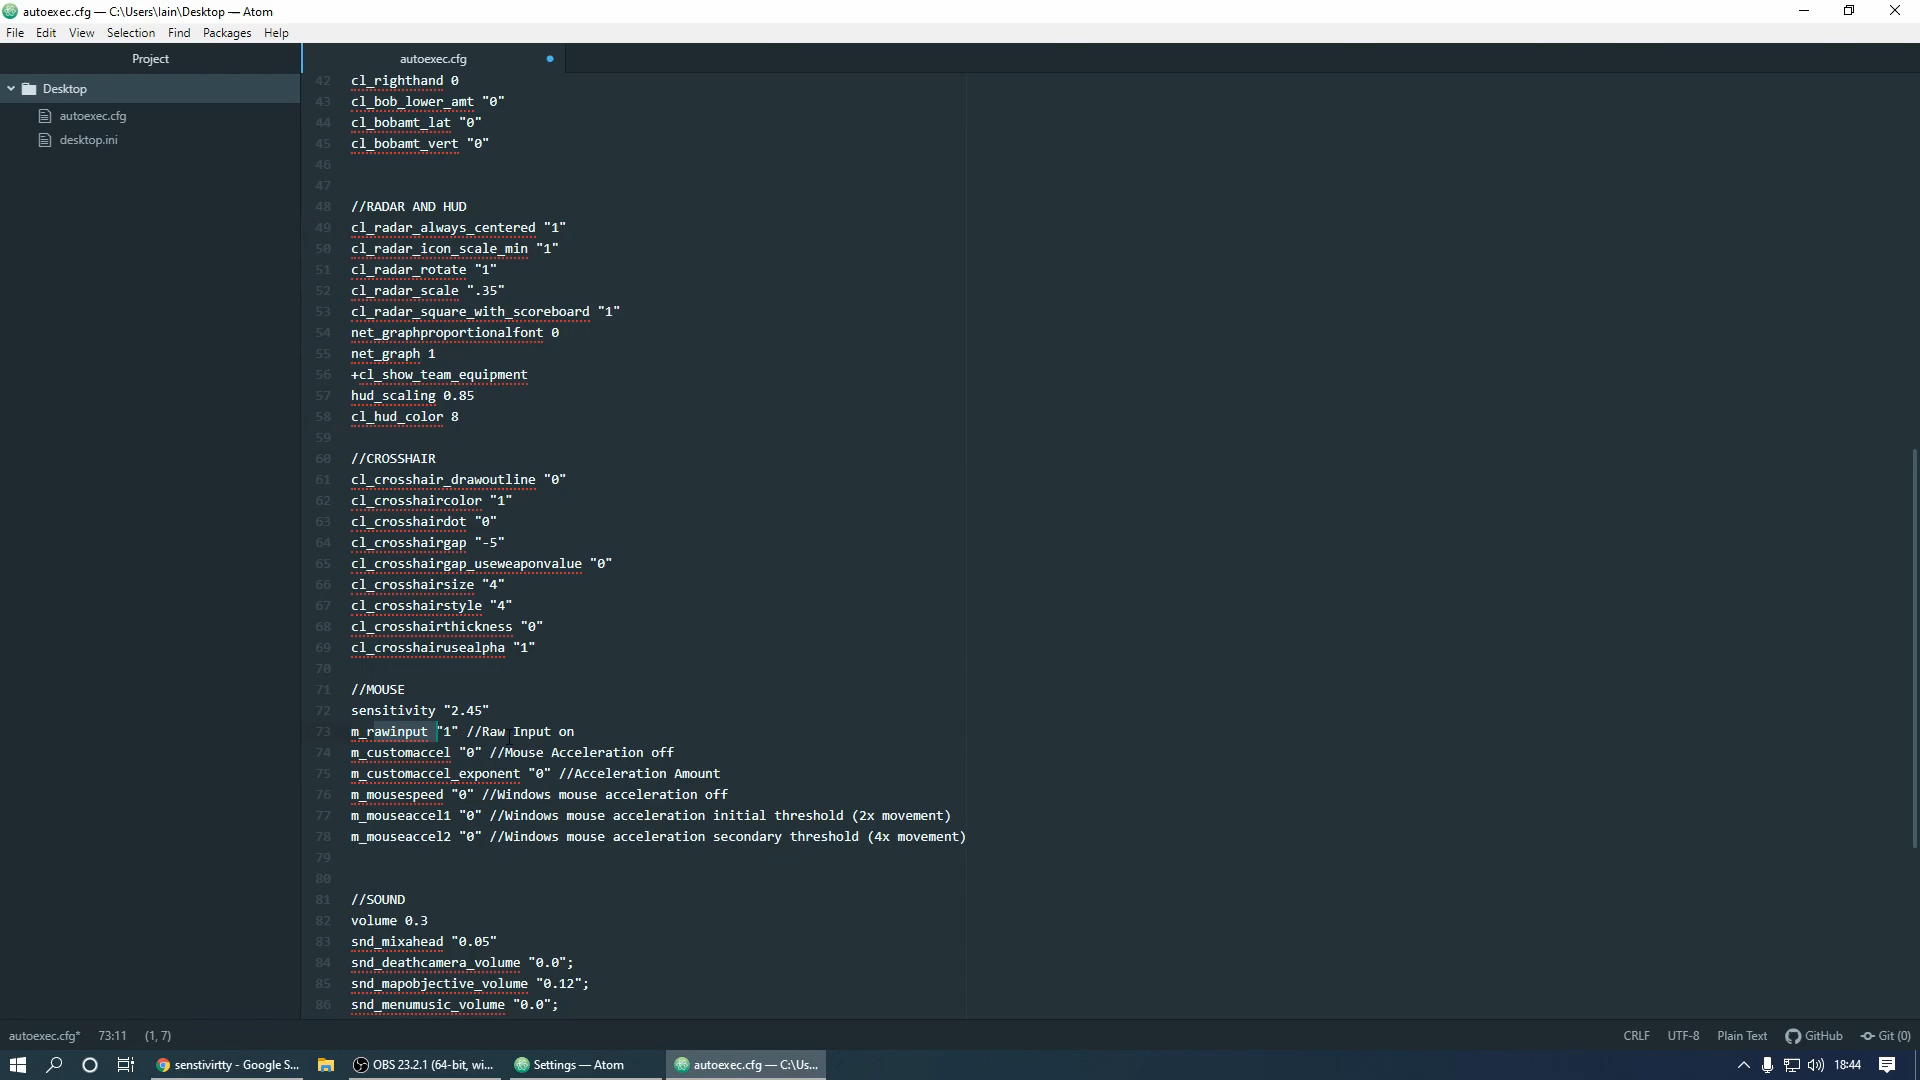 autoexec.cfg — C:\Users\Iain\Desktop — Atom
File Edit View Selection Find Packages Help
Project
autoexec.cfg
Desktop
autoexec.cfg
desktop.ini
42 cl_righthand 0
43 cl_bob_lower_amt "0"
44 cl_bobamt_lat "0"
45 cl_bobamt_vert "0"
46
47
48 //RADAR AND HUD
49 cl_radar_always_centered "1"
50 cl_radar_icon_scale_min "1"
51 cl_radar_rotate "1"
52 cl_radar_scale ".35"
53 cl_radar_square_with_scoreboard "1"
54 net_graphproportionalfont 0
55 net_graph 1
56 +cl_show_team_equipment
57 hud_scaling 0.85
58 cl_hud_color 8
59
60 //CROSSHAIR
61 cl_crosshair_drawoutline "0"
62 cl_crosshaircolor "1"
63 cl_crosshairdot "0"
64 cl_crosshairgap "-5"
65 cl_crosshairgap_useweaponvalue "0"
66 cl_crosshairsize "4"
67 cl_crosshairstyle "4"
68 cl_crosshairthickness "0"
69 cl_crosshairusealpha "1"
70
71 //MOUSE
72 sensitivity "2.45"
73 m_rawinput "1" //Raw Input on
74 m_customaccel "0" //Mouse Acceleration off
75 m_customaccel_exponent "0" //Acceleration Amount
76 m_mousespeed "0" //Windows mouse acceleration off
77 m_mouseaccel1 "0" //Windows mouse acceleration initial threshold (2x movement)
78 m_mouseaccel2 "0" //Windows mouse acceleration secondary threshold (4x movement)
79
80
81 //SOUND
82 volume 0.3
83 snd_mixahead "0.05"
84 snd_deathcamera_volume "0.0";
85 snd_mapobjective_volume "0.12";
86 snd_menumusic_volume "0.0";
autoexec.cfg* 73:11 (1, 7) CRLF UTF-8 Plain Text GitHub Git (0)
senstivirtty - Google S... OBS 23.2.1 (64-bit, wi... Settings — Atom autoexec.cfg — C:\Us... 18:44